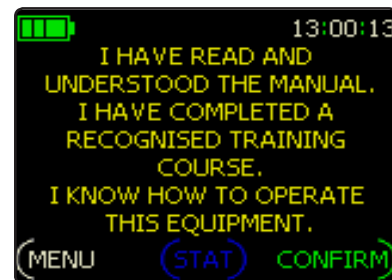 13:00:13
I HAVE READ AND
UNDERSTOOD THE MANUAL.
I HAVE COMPLETED A
RECOGNISED TRAINING
COURSE.
I KNOW HOW TO OPERATE
THIS EQUIPMENT.
MENU STAT CONFIRM